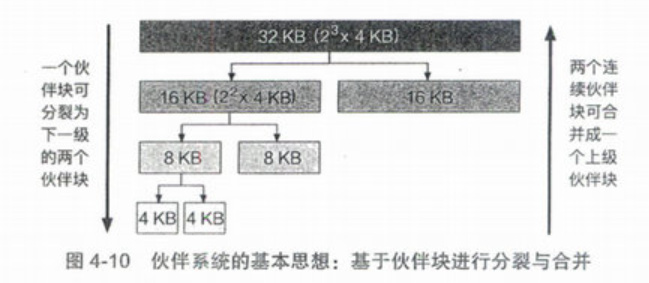 32 KB (2³x 4 KB)
一个伙
伴块可
分裂为
下一级
的两个
伙伴块
16 KB (2²x 4 KB)
16 KB
8 KB
8 KB
4 KB
4 KB
两个连
续伙伴
块可合
并成一
个上级
伙伴块
图 4-10 伙伴系统的基本思想：基于伙伴块进行分裂与合并